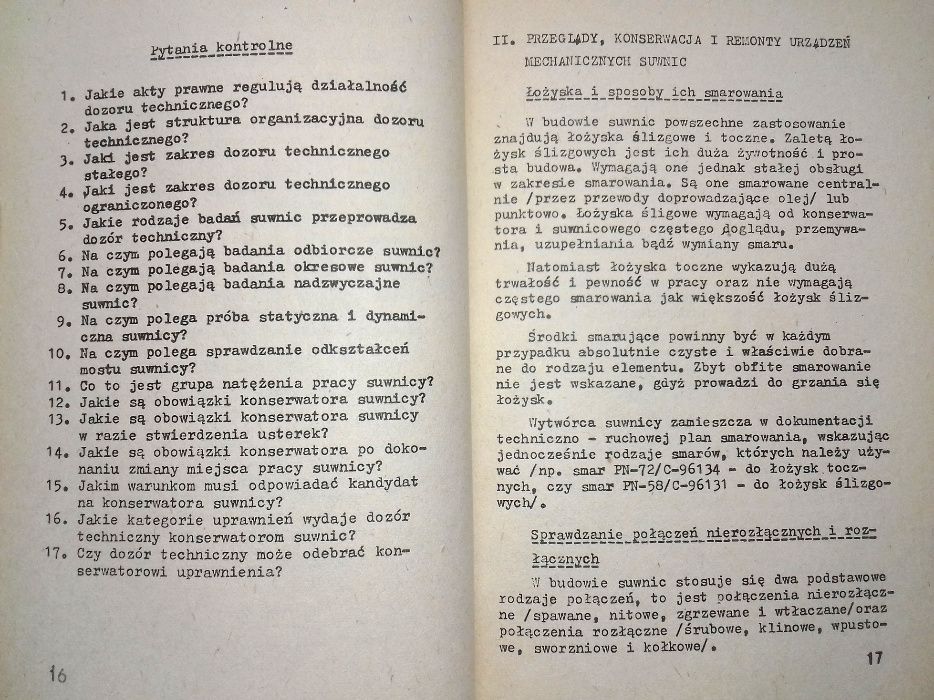 Pytania kontrolne
1. Jakie akty prawne regulują działalność
dozoru technicznego?
2. Jaka jest struktura organizacyjna dozoru
technicznego?
3. Jaki jest zakres dozoru technicznego
stałego?
4. Jaki jest zakres dozoru technicznego
ograniczonego?
5. Jakie rodzaje badań suwnic przeprowadza
dozór techniczny?
6. Na czym polegają badania odbiorcze suwnic?
7. Na czym polegają badania okresowe suwnic?
8. Na czym polegają badania nadzwyczajne
suwnic?
9. Na czym polega próba statyczna i dynami-
czna suwnicy?
10. Na czym polega sprawdzanie odkształceń
mostu suwnicy?
11. Co to jest grupa natężenia pracy suwnicy?
12. Jakie są obowiązki konserwatora suwnicy?
13. Jakie są obowiązki konserwatora suwnicy
w razie stwierdzenia usterek?
14. Jakie są obowiązki konserwatora po doko-
naniu zmiany miejsca pracy suwnicy?
15. Jakim warunkom musi odpowiadać kandydat
na konserwatora suwnicy?
16. Jakie kategorie uprawnień wydaje dozór
techniczny konserwatorom suwnic?
17. Czy dozór techniczny może odebrać kon-
serwatorowi uprawnienia?
16
II. PRZEGLĄDY, KONSERWACJA I REMONTY URZĄDZEŃ
MECHANICZNYCH SUWNIC
Łożyska i sposoby ich smarowania
W budowie suwnic powszechne zastosowanie
znajdują łożyska ślizgowe i toczne. Zaletą ło-
żysk ślizgowych jest ich duża żywotność i pro-
sta budowa. Wymagają one jednak stałej obsługi
w zakresie smarowania. Są one smarowane central-
nie /przez przewody doprowadzające olej/ lub
punktowo. Łożyska śligowe wymagają od konserwa-
tora i suwnicowego częstego doglądu, przemywa-
nia, uzupełniania bądź wymiany smaru.
Natomiast łożyska toczne wykazują dużą
trwałość i pewność w pracy oraz nie wymagają
częstego smarowania jak większość łożysk śliz-
gowych.
Środki smarujące powinny być w każdym
przypadku absolutnie czyste i właściwie dobra-
ne do rodzaju elementu. Zbyt obfite smarowanie
nie jest wskazane, gdyż prowadzi do grzania się
łożysk.
Wytwórca suwnicy zamieszcza w dokumentacji
techniczno - ruchowej plan smarowania, wskazując
jednocześnie rodzaje smarów, których należy uży-
wać /np. smar PN-72/C-96134 - do łożysk tocz-
nych, czy smar PN-58/C-96131 - do łożysk ślizgo-
wych/.
Sprawdzanie połączeń nierozłącznych i roz-
łącznych
W budowie suwnic stosuje się dwa podstawowe
rodzaje połączeń, to jest połączenia nierozłącz-
ne /spawane, nitowe, zgrzewane i wtłaczane/oraz
połączenia rozłączne /śrubowe, klinowe, wpusto-
we, sworzniowe i kołkowe/.
17